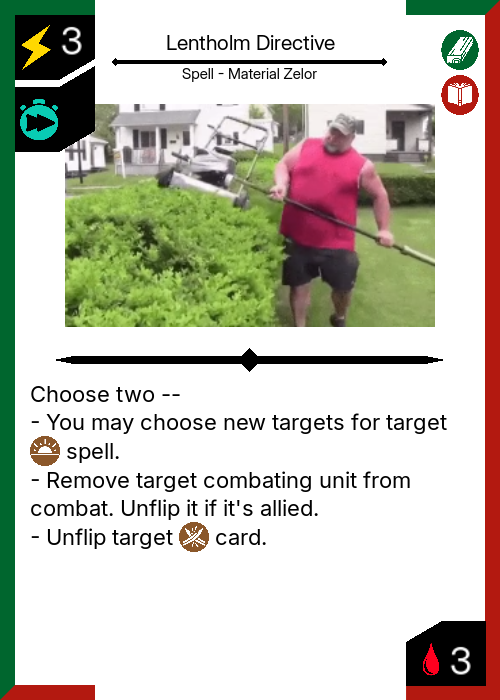 3
Lentholm Directive
Spell - Material Zelor
Choose two --
- You may choose new targets for target
spell.
- Remove target combating unit from
combat. Unflip it if it's allied.
- Unflip target card.
3